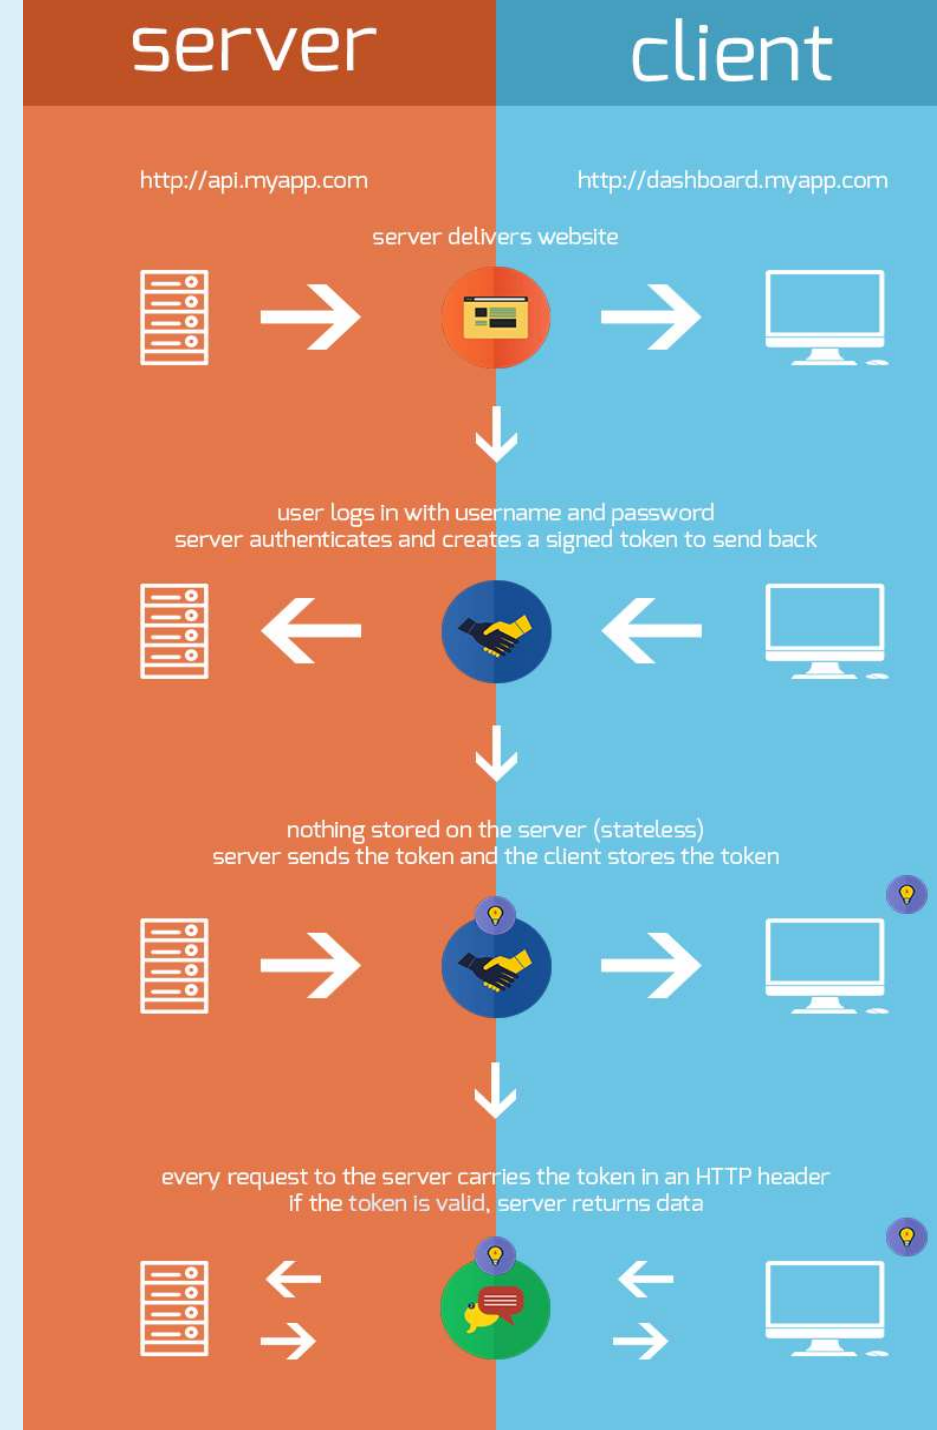 server
client
http://api.myapp.com
http://dashboard.myapp.com
server delivers website
user logs in with username and password
server authenticates and creates a signed token to send back
nothing stored on the server (stateless)
server sends the token and the client stores the token
every request to the server carries the token in an HTTP header
if the token is valid, server returns data